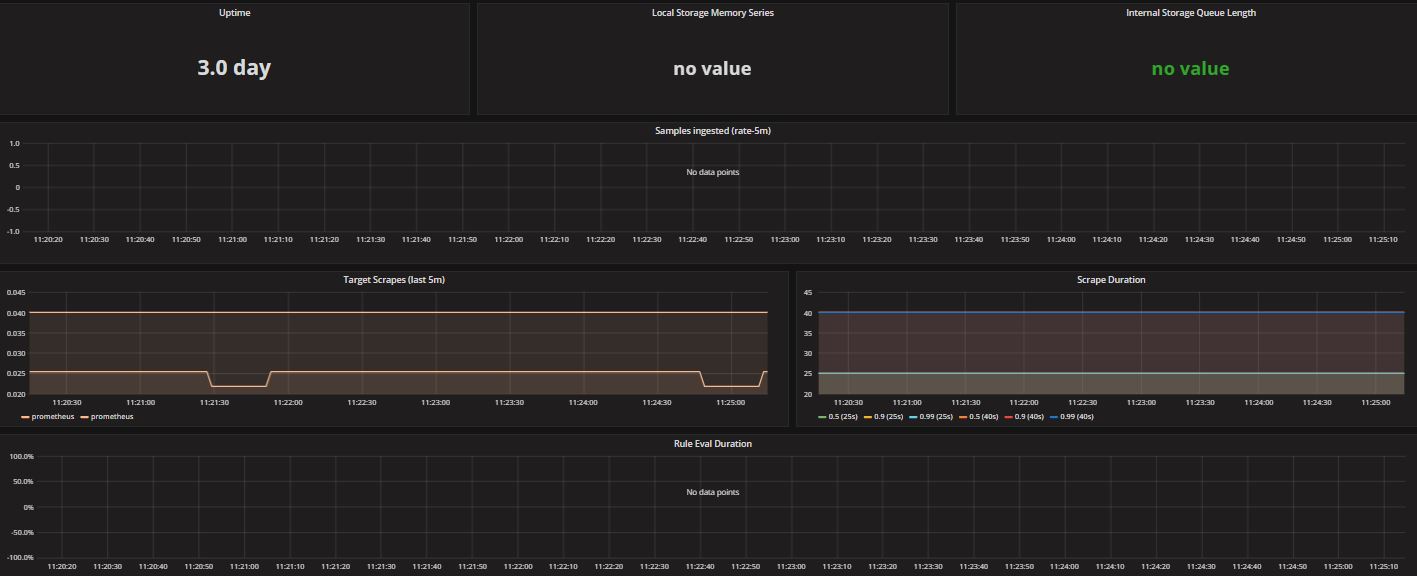 Uptime
Local Storage Memory Series
Internal Storage Queue Length
3.0 day
no value
no value
Samples ingested (rate-5m)
1.0
0.5
No data points
0
-0.5
-1.0
11:20:20 11:20:30 11:20:40 11:20:50 11:21:00 11:21:10 11:21:20 11:21:30 11:21:40 11:21:50 11:22:00 11:22:10 11:22:20 11:22:30 11:22:40 11:22:50 11:23:00 11:23:10 11:23:20 11:23:30 11:23:40 11:23:50 11:24:00 11:24:10 11:24:20 11:24:30 11:24:40 11:24:50 11:25:00 11:25:10
Target Scrapes (last 5m)
0.045
0.040
0.035
0.030
0.025
0.020
11:20:30 11:21:00 11:21:30 11:22:00 11:22:30 11:23:00 11:23:30 11:24:00 11:24:30 11:25:00
prometheus prometheus
Scrape Duration
45
40
35
30
25
20
11:20:30 11:21:00 11:21:30 11:22:00 11:22:30 11:23:00 11:23:30 11:24:00 11:24:30 11:25:00
0.5 (25s) 0.9 (25s) 0.99 (25s) 0.5 (40s) 0.9 (40s) 0.99 (40s)
Rule Eval Duration
100.0%
50.0%
No data points
0%
-50.0%
-100.0%
11:20:20 11:20:30 11:20:40 11:20:50 11:21:00 11:21:10 11:21:20 11:21:30 11:21:40 11:21:50 11:22:00 11:22:10 11:22:20 11:22:30 11:22:40 11:22:50 11:23:00 11:23:10 11:23:20 11:23:30 11:23:40 11:23:50 11:24:00 11:24:10 11:24:20 11:24:30 11:24:40 11:24:50 11:25:00 11:25:10